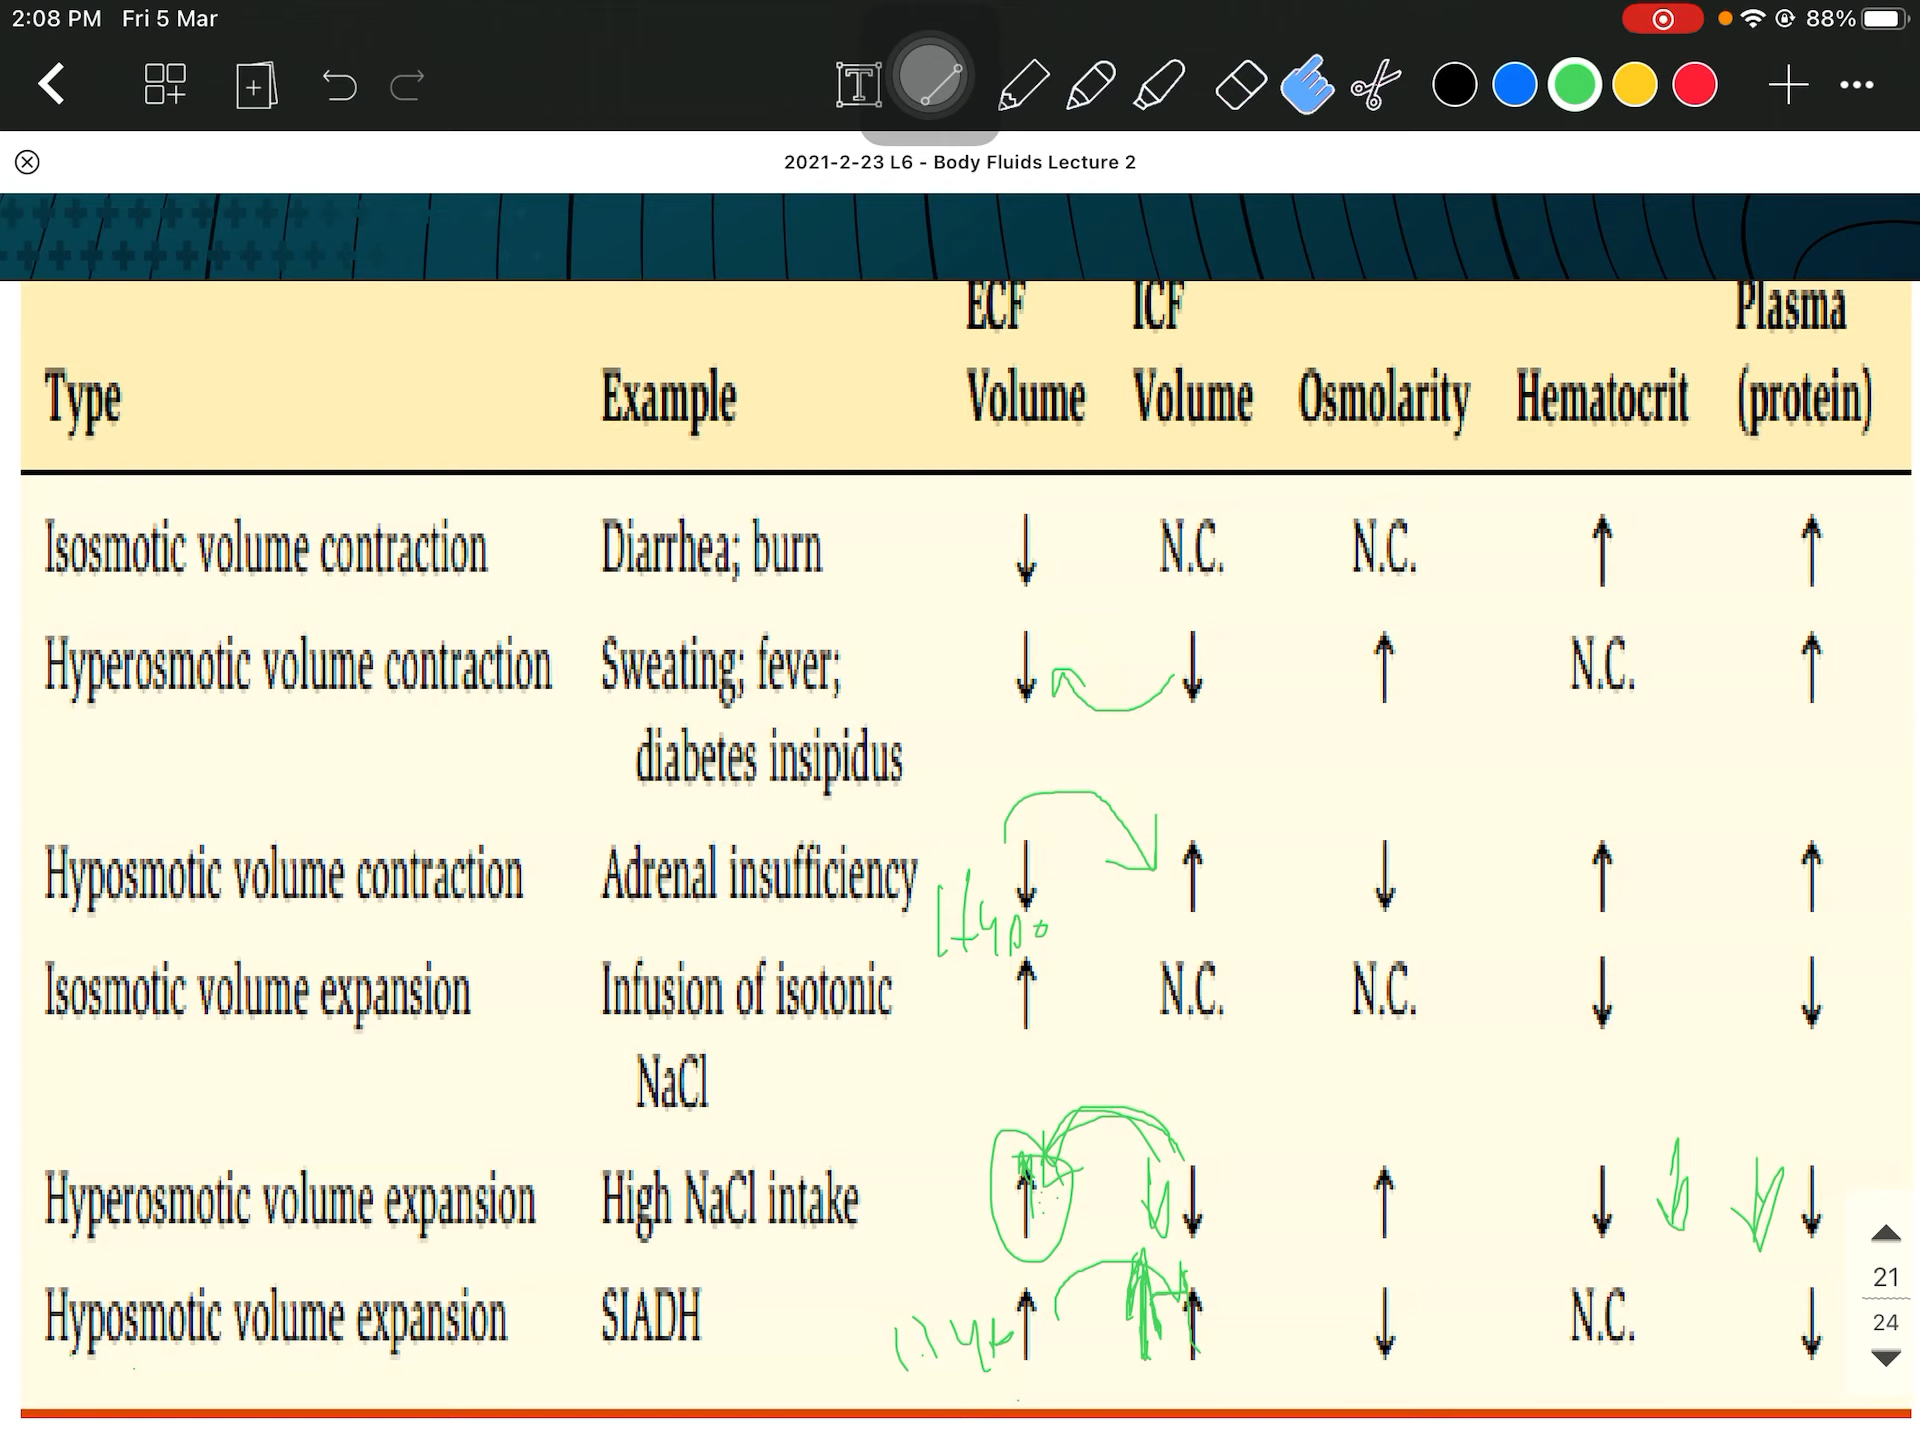 2:08 PM Fri 5 Mar 88%
T
2021-2-23 L6 - Body Fluids Lecture 2
ECF ICF Plasma
Type Example Volume Volume Osmolarity Hematocrit (protein)
Isosmotic volume contraction Diarrhea; burn ↓ N.C. N.C. ↑ ↑
Hyperosmotic volume contraction Sweating; fever; ↓ ↓ ↑ N.C. ↑
diabetes insipidus
Hyposmotic volume contraction Adrenal insufficiency ↓ ↑ ↓ ↑ ↑
Hypo
Isosmotic volume expansion Infusion of isotonic ↑ N.C. N.C. ↓ ↓
NaCl
Hyperosmotic volume expansion High NaCl intake ↑ ↓ ↑ ↓ ↓
21
Hyposmotic volume expansion SIADH ↑ ↑ ↓ N.C. ↓
24